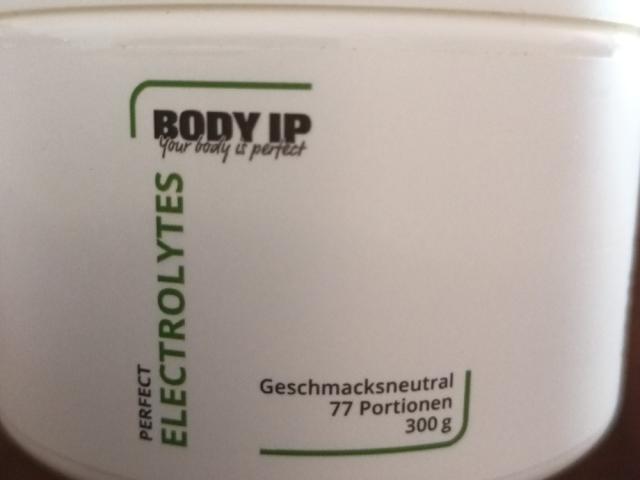 BODY IP
Your body is perfect
PERFECT
ELECTROLYTES
Geschmacksneutral
77 Portionen
300 g